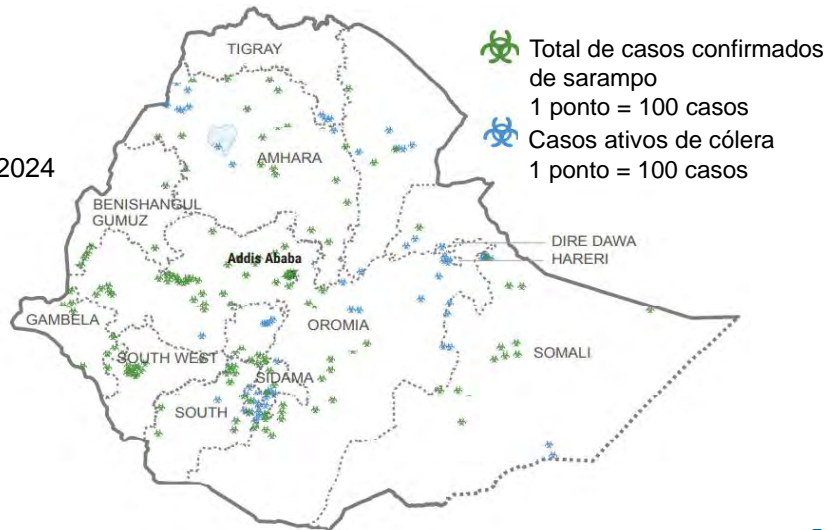 TIGRAY
Total de casos confirmados
de sarampo
1 ponto = 100 casos
Casos ativos de cólera
1 ponto = 100 casos
2024
AMHARA
BENISHANGUL
GUMUZ
Addis Ababa
DIRE DAWA
HARERI
GAMBELA
OROMIA
SOUTH WEST
SOMALI
SIDAMA
SOUTH